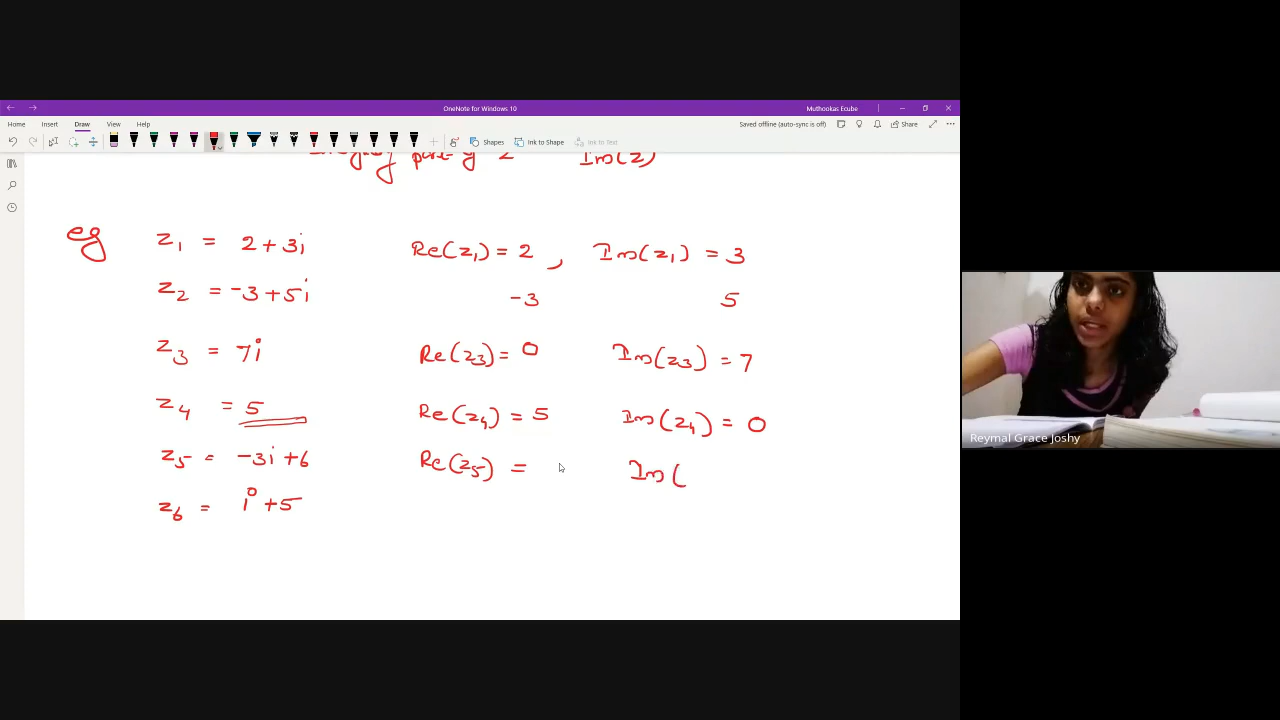 OneNote for Windows 10
Muthookas Ecube
Home Insert Draw View Help
Saved offline (auto-sync is off) Share
Shapes Ink to Shape Ink to Text
Im(z)
eg z₁ = 2 + 3i Re(z₁) = 2 , Im(z₁) = 3
z₂ = -3 + 5i -3 5
z₃ = 7i Re(z₃) = 0 Im(z₃) = 7
z₄ = 5 Re(z₄) = 5 Im(z₄) = 0
z₅ = -3i + 6 Re(z₅) = Im(
z₆ = i + 5
Reymal Grace Joshy